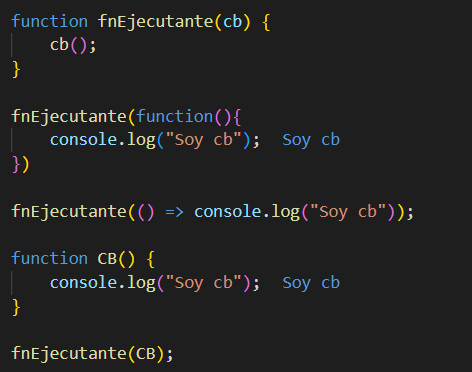 function fnEjecutante(cb) {
    cb();
}

fnEjecutante(function(){
    console.log("Soy cb");  Soy cb
})

fnEjecutante(() => console.log("Soy cb"));

function CB() {
    console.log("Soy cb");  Soy cb
}

fnEjecutante(CB);